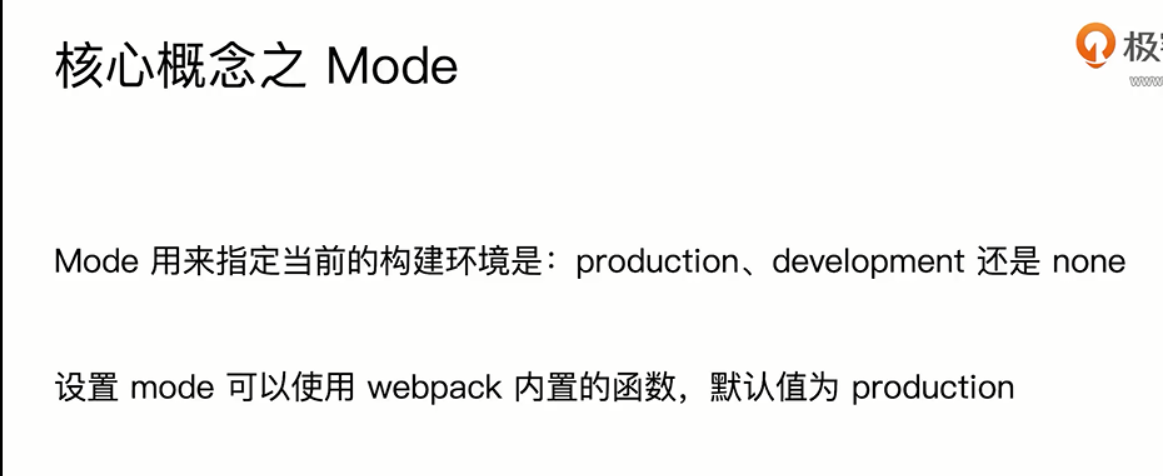 核心概念之 Mode
极
www
Mode 用来指定当前的构建环境是：production、development 还是 none
设置 mode 可以使用 webpack 内置的函数，默认值为 production